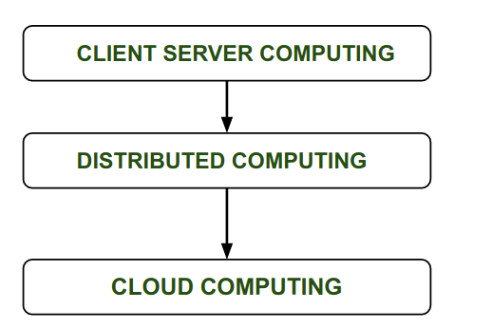 CLIENT SERVER COMPUTING
DISTRIBUTED COMPUTING
CLOUD COMPUTING